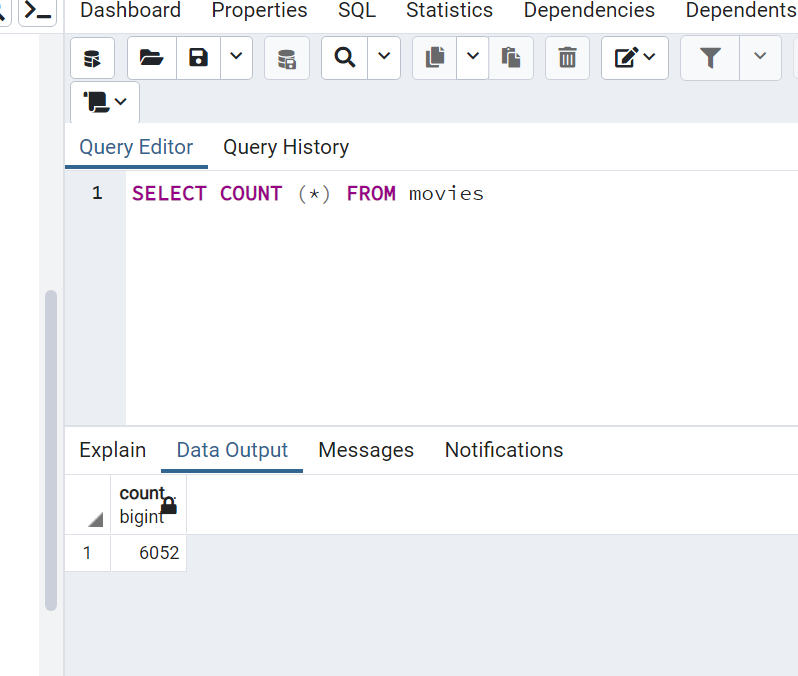 Dashboard Properties SQL Statistics Dependencies Dependents
Query Editor Query History
1 SELECT COUNT (*) FROM movies
Explain Data Output Messages Notifications
count
bigint
1 6052